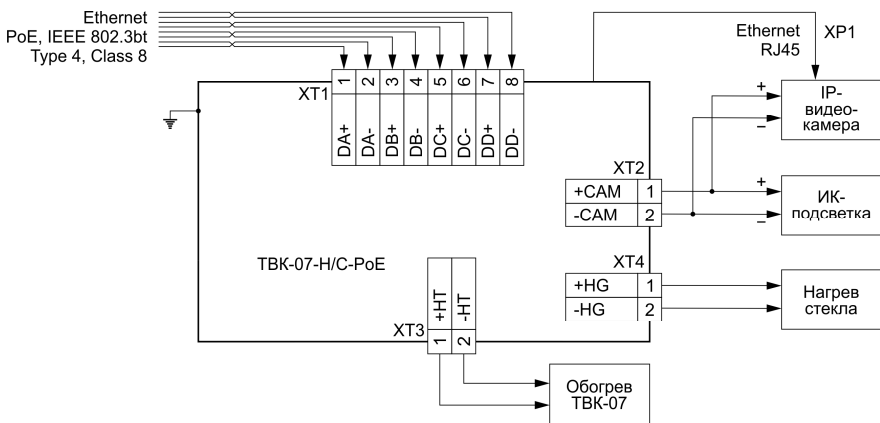 Ethernet
PoE, IEEE 802.3bt
Type 4, Class 8
Ethernet
RJ45
XP1
XT1
1 2 3 4 5 6 7 8
DA+ DA- DB+ DB- DC+ DC- DD+ DD-
+
IP-
видео-
камера
–
XT2
+CAM 1
-CAM 2
+
ИК-
подсветка
–
ТВК-07-Н/С-PoE
XT4
+HG 1
-HG 2
Нагрев
стекла
+HT -HT
XT3
1 2
Обогрев
ТВК-07